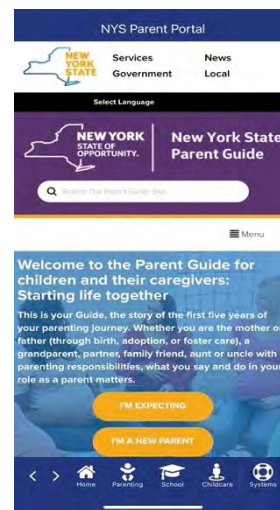 NYS Parent Portal
NEW YORK STATE
Services
News
Government
Local
Select Language
NEW YORK
STATE OF
OPPORTUNITY.
New York State
Parent Guide
Search The Parent Guide Site
Menu
Welcome to the Parent Guide for
children and their caregivers:
Starting life together
This is your Guide, the story of the first five years of
your parenting journey. Whether you are the mother or
father (through birth, adoption, or foster care), a
grandparent, partner, family friend, aunt or uncle with
parenting responsibilities, what you say and do in your
role as a parent matters.
I'M EXPECTING
I'M A NEW PARENT
Home
Parenting
School
Childcare
Systems